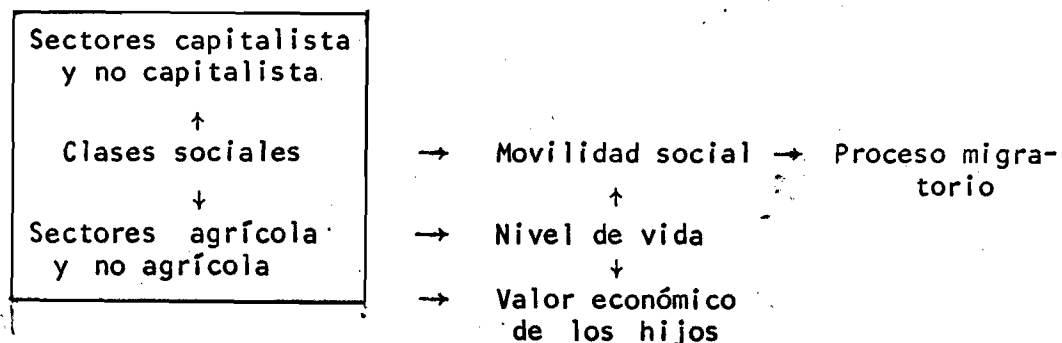 Sectores capitalista
y no capitalista
↑
Clases sociales → Movilidad social → Proceso migra-
torio
↓ ↑
Sectores agrícola → Nivel de vida
y no agrícola ↓
→ Valor económico
de los hijos